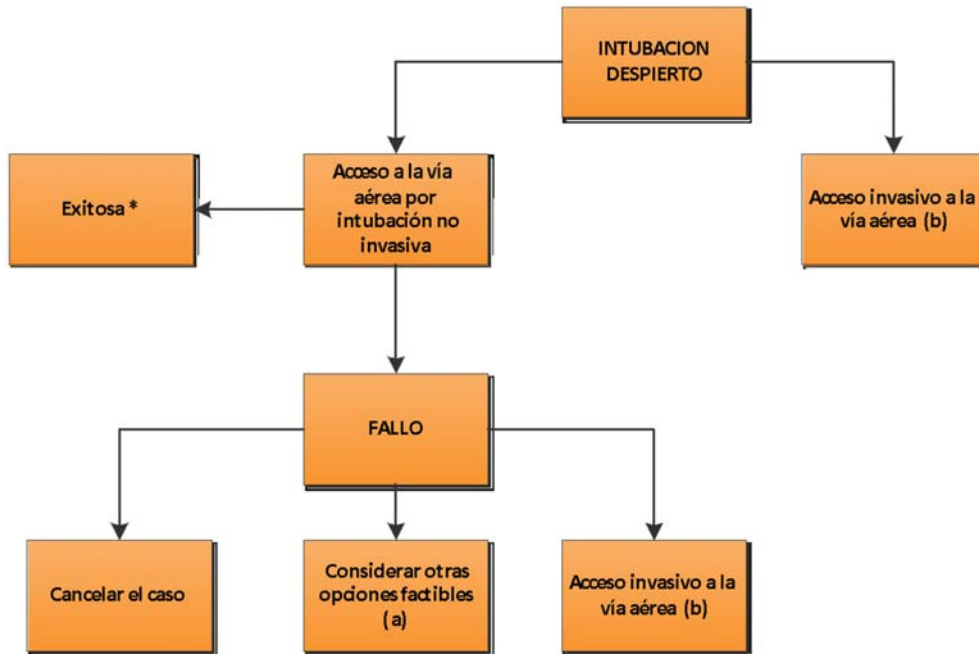 INTUBACION
DESPIERTO
Exitosa *
Acceso a la vía
aérea por
intubación no
invasiva
Acceso invasivo a la
vía aérea (b)
FALLO
Cancelar el caso
Considerar otras
opciones factibles
(a)
Acceso invasivo a la
vía aérea (b)